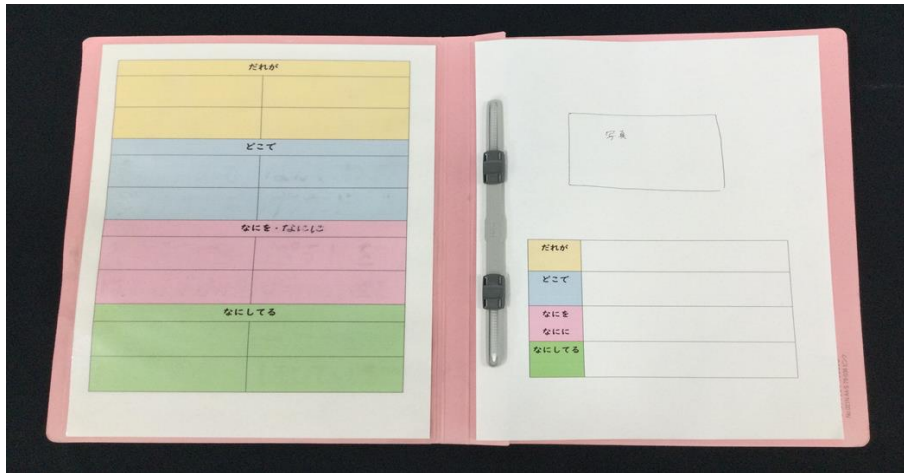 だれが
どこで
なにを・なにに
なにしてる
写真
だれが
どこで
なにを
なにに
なにしてる